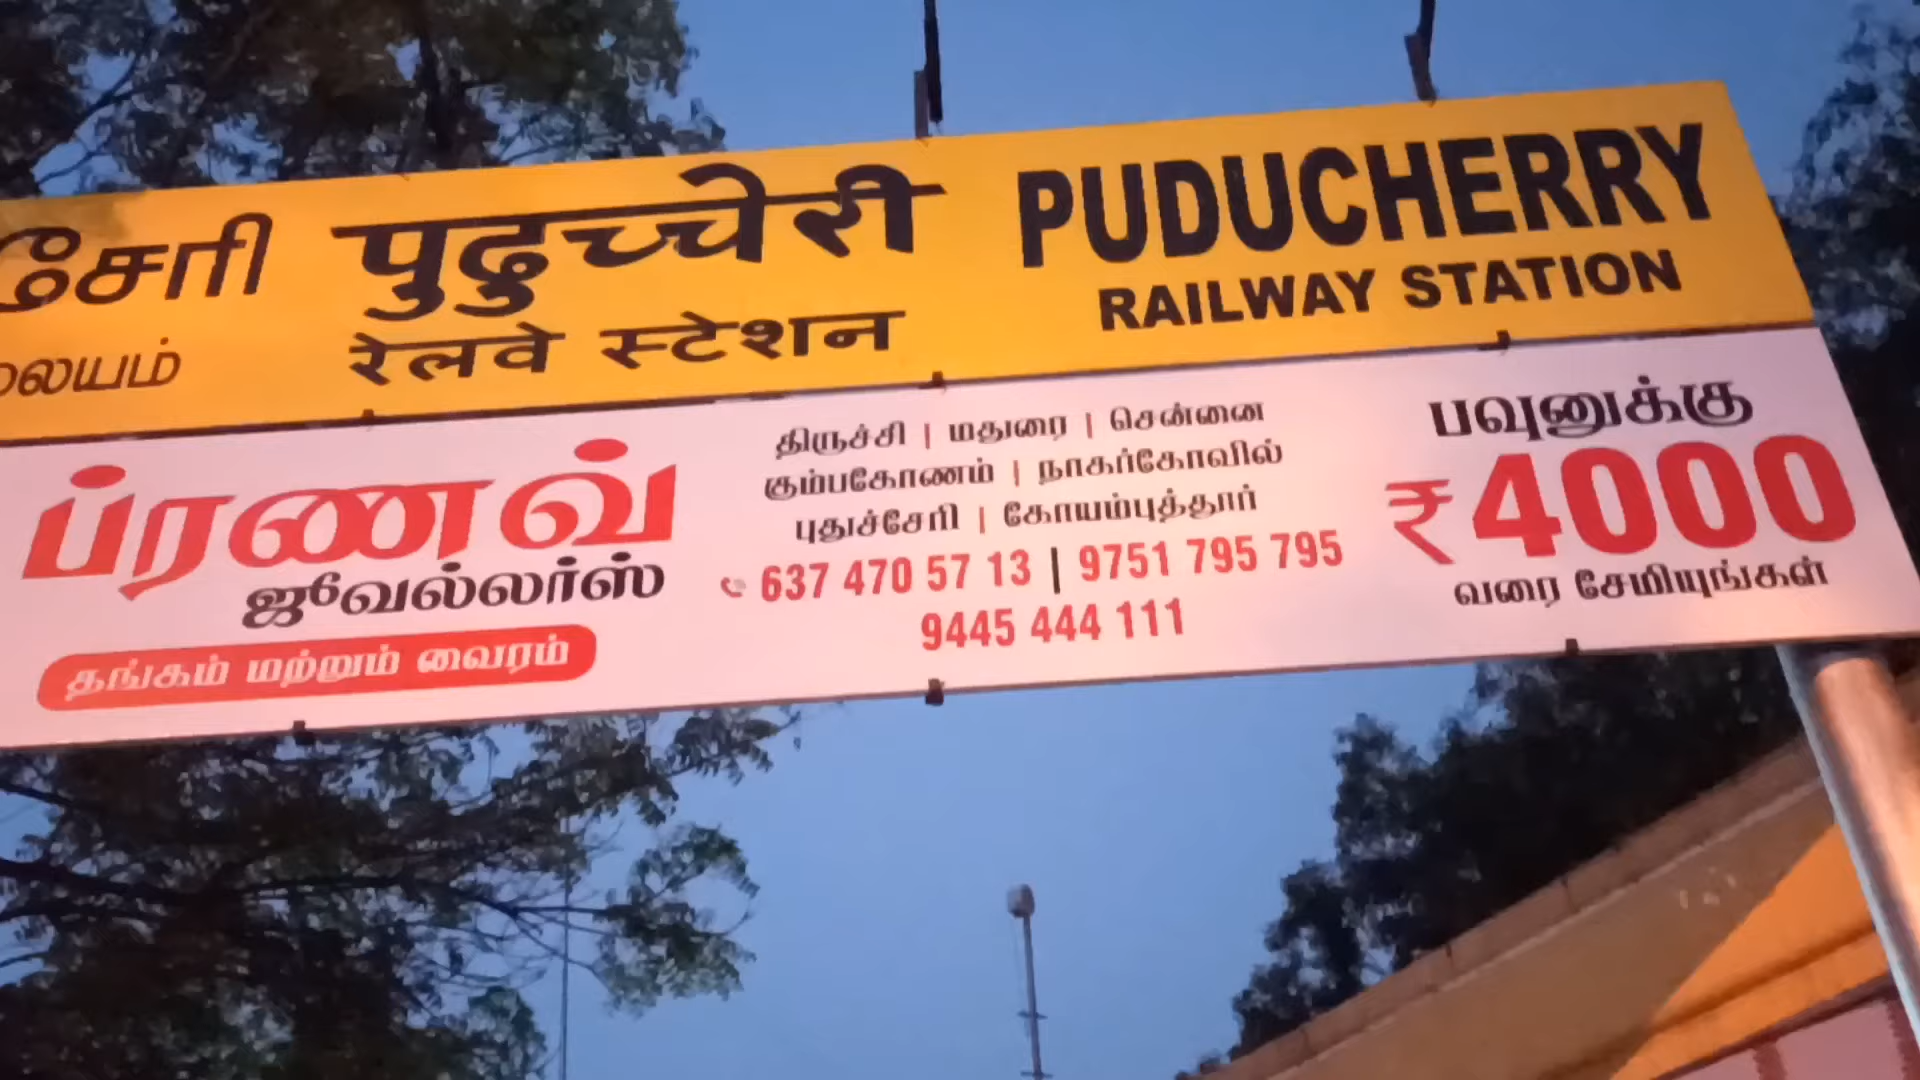 சேரி पुदुच्चेरी PUDUCHERRY
लयம்
रेलवे स्टेशन RAILWAY STATION
ப்ரணவ்
ஜுவல்லர்ஸ்
தங்கம் மற்றும் வைரம்
திருச்சி | மதுரை | சென்னை
கும்பகோணம் | நாகர்கோவில்
புதுச்சேரி | கோயம்புத்தூர்
637 470 57 13 | 9751 795 795
9445 444 111
பவுனுக்கு
₹4000
வரை சேமியுங்கள்